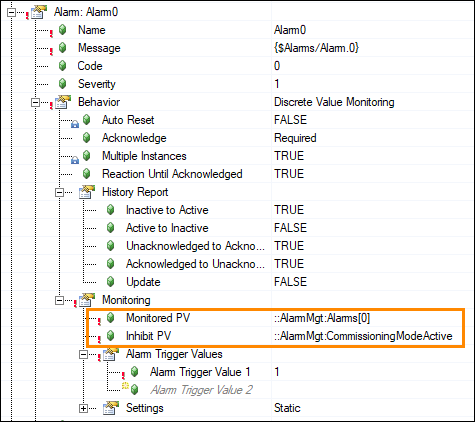 Alarm: Alarm0
Name Alarm0
Message {$Alarms/Alarm.0}
Code 0
Severity 1
Behavior Discrete Value Monitoring
Auto Reset FALSE
Acknowledge Required
Multiple Instances TRUE
Reaction Until Acknowledged TRUE
History Report
Inactive to Active TRUE
Active to Inactive FALSE
Unacknowledged to Ackno... TRUE
Acknowledged to Unackno... TRUE
Update FALSE
Monitoring
Monitored PV ::AlarmMgt:Alarms[0]
Inhibit PV ::AlarmMgt:CommissioningModeActive
Alarm Trigger Values
Alarm Trigger Value 1 1
Alarm Trigger Value 2
Settings Static